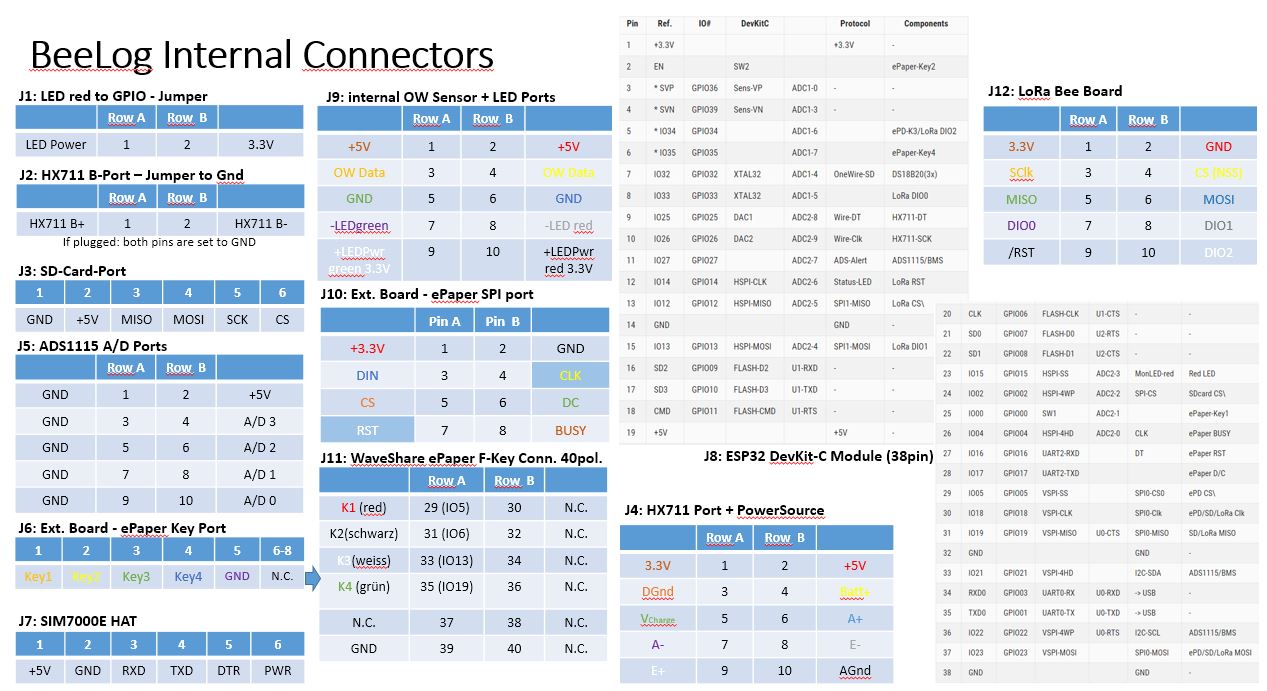 BeeLog Internal Connectors
J1: LED red to GPIO - Jumper
Row A Row B
LED Power 1 2 3.3V
J2: HX711 B-Port – Jumper to Gnd
Row A Row B
HX711 B+ 1 2 HX711 B-
If plugged: both pins are set to GND
J3: SD-Card-Port
1 2 3 4 5 6
GND +5V MISO MOSI SCK CS
J5: ADS1115 A/D Ports
Row A Row B
GND 1 2 +5V
GND 3 4 A/D 3
GND 5 6 A/D 2
GND 7 8 A/D 1
GND 9 10 A/D 0
J6: Ext. Board - ePaper Key Port
1 2 3 4 5 6-8
Key1 Key2 Key3 Key4 GND N.C.
J7: SIM7000E HAT
1 2 3 4 5 6
+5V GND RXD TXD DTR PWR
J9: internal OW Sensor + LED Ports
Row A Row B
+5V 1 2 +5V
OW Data 3 4 OW Data
GND 5 6 GND
-LEDgreen 7 8 -LED red
+LEDPwr green 3.3V 9 10 +LEDPwr red 3.3V
J10: Ext. Board - ePaper SPI port
Pin A Pin B
+3.3V 1 2 GND
DIN 3 4 CLK
CS 5 6 DC
RST 7 8 BUSY
J11: WaveShare ePaper F-Key Conn. 40pol.
Row A Row B
K1 (red) 29 (IO5) 30 N.C.
K2(schwarz) 31 (IO6) 32 N.C.
K3(weiss) 33 (IO13) 34 N.C.
K4 (grün) 35 (IO19) 36 N.C.
N.C. 37 38 N.C.
GND 39 40 N.C.
Pin Ref. IO# DevKitC Protocol Components
1 +3.3V +3.3V -
2 EN SW2 ePaper-Key2
3 * SVP GPIO36 Sens-VP ADC1-0 - -
4 * SVN GPIO39 Sens-VN ADC1-3 - -
5 * IO34 GPIO34 ADC1-6 ePD-K3/LoRa DIO2
6 * IO35 GPIO35 ADC1-7 ePaper-Key4
7 IO32 GPIO32 XTAL32 ADC1-4 OneWire-SD DS18B20(3x)
8 IO33 GPIO33 XTAL32 ADC1-5 LoRa DIO0
9 IO25 GPIO25 DAC1 ADC2-8 Wire-DT HX711-DT
10 IO26 GPIO26 DAC2 ADC2-9 Wire-Clk HX711-SCK
11 IO27 GPIO27 ADC2-7 ADS-Alert ADS1115/BMS
12 IO14 GPIO14 HSPI-CLK ADC2-6 Status-LED LoRa RST
13 IO12 GPIO12 HSPI-MISO ADC2-5 SPI1-MISO LoRa CS\
14 GND GND -
15 IO13 GPIO13 HSPI-MOSI ADC2-4 SPI1-MOSI LoRa DIO1
16 SD2 GPIO09 FLASH-D2 U1-RXD - -
17 SD3 GPIO10 FLASH-D3 U1-TXD - -
18 CMD GPIO11 FLASH-CMD U1-RTS - -
19 +5V +5V -
J8: ESP32 DevKit-C Module (38pin)
20 CLK GPIO06 FLASH-CLK U1-CTS - -
21 SD0 GPIO07 FLASH-D0 U2-RTS - -
22 SD1 GPIO08 FLASH-D1 U2-CTS - -
23 IO15 GPIO15 HSPI-SS ADC2-3 MonLED-red Red LED
24 IO02 GPIO02 HSPI-4WP ADC2-2 SPI-CS SDcard CS\
25 IO00 GPIO00 SW1 ADC2-1 ePaper-Key1
26 IO04 GPIO04 HSPI-4HD ADC2-0 CLK ePaper BUSY
27 IO16 GPIO16 UART2-RXD DT ePaper RST
28 IO17 GPIO17 UART2-TXD ePaper D/C
29 IO05 GPIO05 VSPI-SS SPI0-CS0 ePD CS\
30 IO18 GPIO18 VSPI-CLK SPI0-Clk ePD/SD/LoRa Clk
31 IO19 GPIO19 VSPI-MISO U0-CTS SPI0-MISO SD/LoRa MISO
32 GND GND -
33 IO21 GPIO21 VSPI-4HD I2C-SDA ADS1115/BMS
34 RXD0 GPIO03 UART0-RX U0-RXD -> USB -
35 TXD0 GPIO01 UART0-TX U0-TXD -> USB -
36 IO22 GPIO22 VSPI-4WP U0-RTS I2C-SCL ADS1115/BMS
37 IO23 GPIO23 VSPI-MOSI SPI0-MOSI ePD/SD/LoRa MOSI
38 GND GND -
J4: HX711 Port + PowerSource
Row A Row B
3.3V 1 2 +5V
DGnd 3 4 Batt+
VCharge 5 6 A+
A- 7 8 E-
E+ 9 10 AGnd
J12: LoRa Bee Board
Row A Row B
3.3V 1 2 GND
SClk 3 4 CS (NSS)
MISO 5 6 MOSI
DIO0 7 8 DIO1
/RST 9 10 DIO2